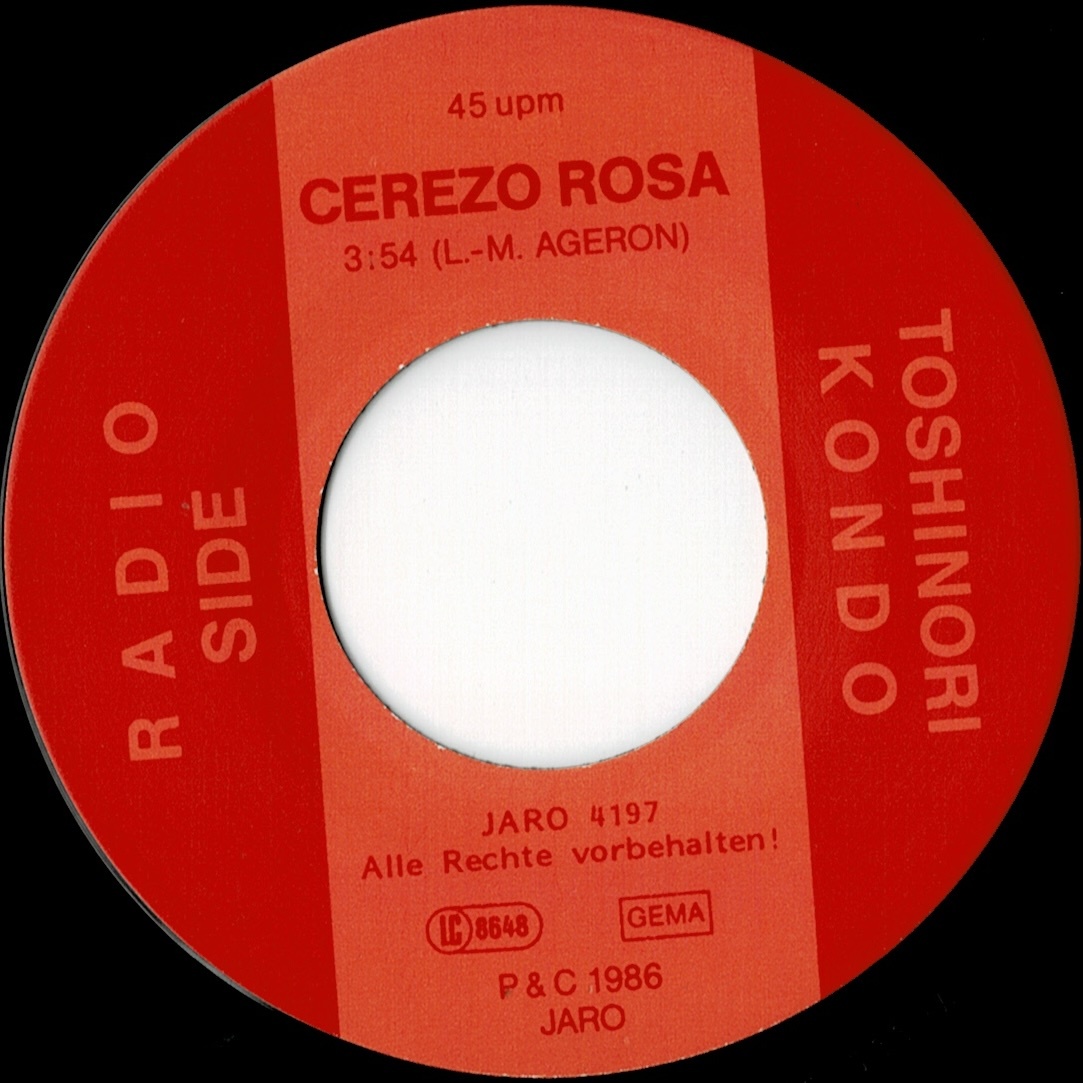 45 upm
CEREZO ROSA
3:54 (L.-M. AGERON)
RADIO
SIDE
TOSHINORI
KONDO
JARO 4197
Alle Rechte vorbehalten!
LC 8648
GEMA
P & C 1986
JARO